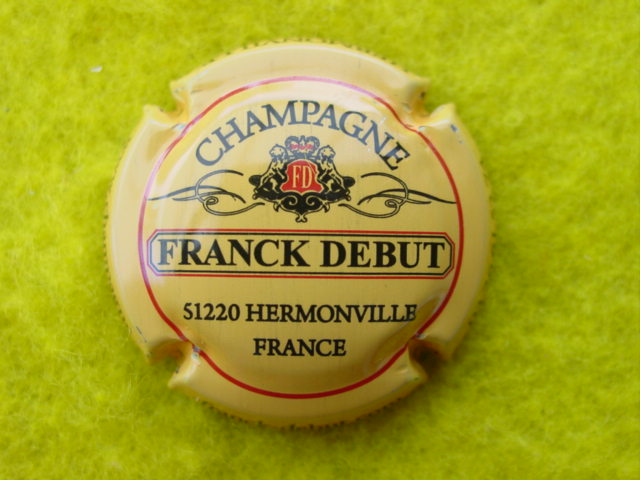 CHAMPAGNE
FD
FRANCK DEBUT
51220 HERMONVILLE
FRANCE